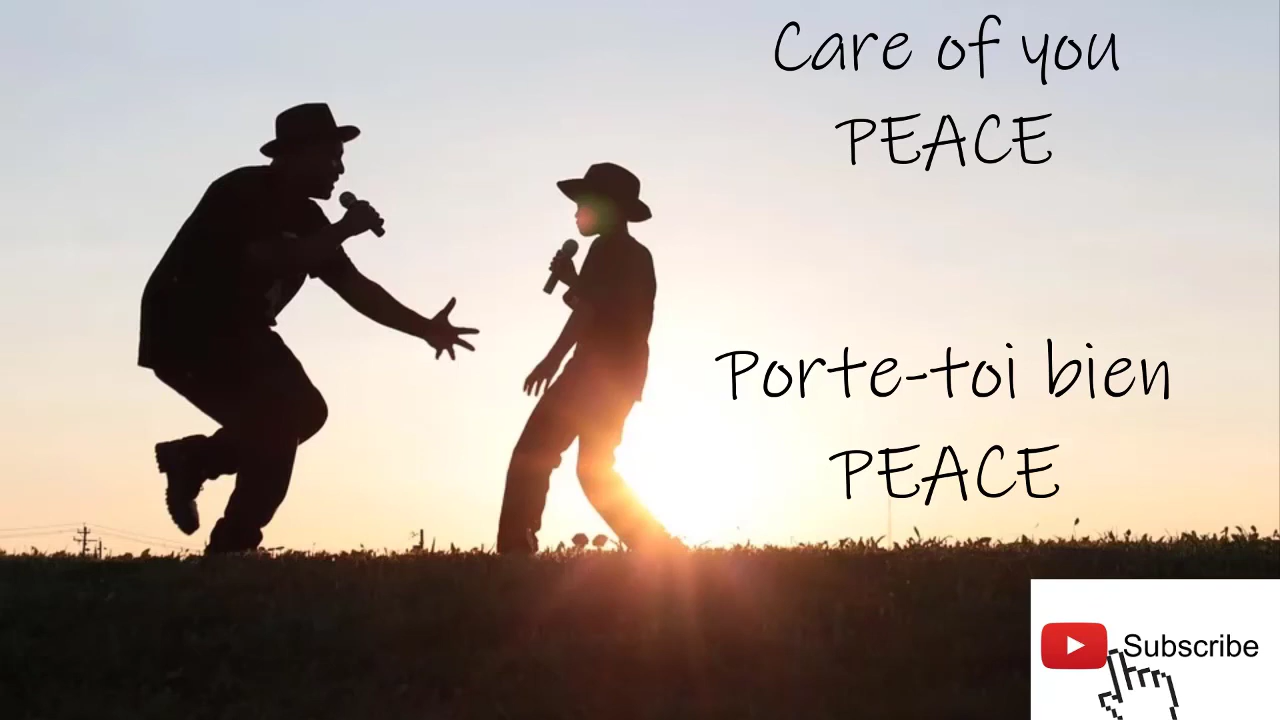 Care of you
PEACE
Porte-toi bien
PEACE
Subscribe